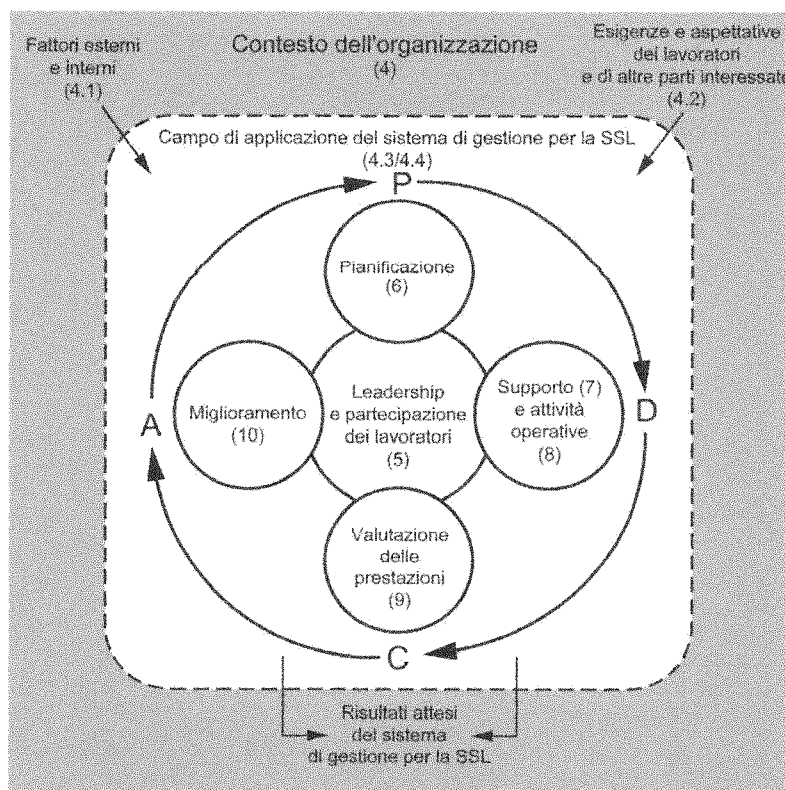 Fattori esterni
e interni
(4.1)
Contesto dell'organizzazione
(4)
Esigenze e aspettative
dei lavoratori
e di altre parti interessate
(4.2)
Campo di applicazione del sistema di gestione per la SSL
(4.3/4.4)
P
Pianificazione
(6)
A
Miglioramento
(10)
Leadership
e partecipazione
dei lavoratori
(5)
Supporto (7)
e attività
operative
(8)
D
Valutazione
delle
prestazioni
(9)
C
Risultati attesi
del sistema
di gestione per la SSL